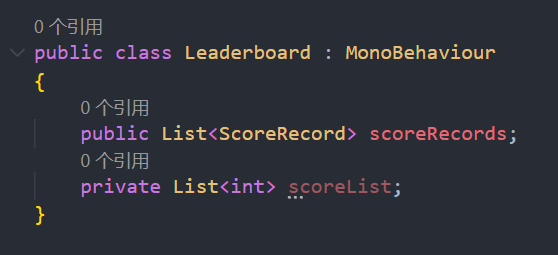 0 个引用
public class Leaderboard : MonoBehaviour
{
0 个引用
public List<ScoreRecord> scoreRecords;
0 个引用
private List<int> scoreList;
}